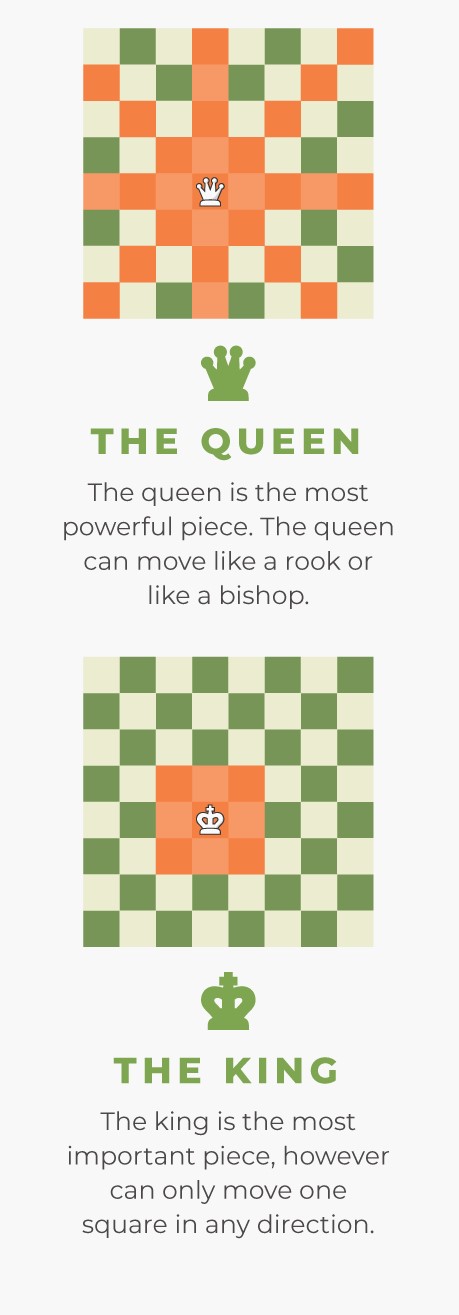 THE QUEEN
The queen is the most
powerful piece. The queen
can move like a rook or
like a bishop.
THE KING
The king is the most
important piece, however
can only move one
square in any direction.